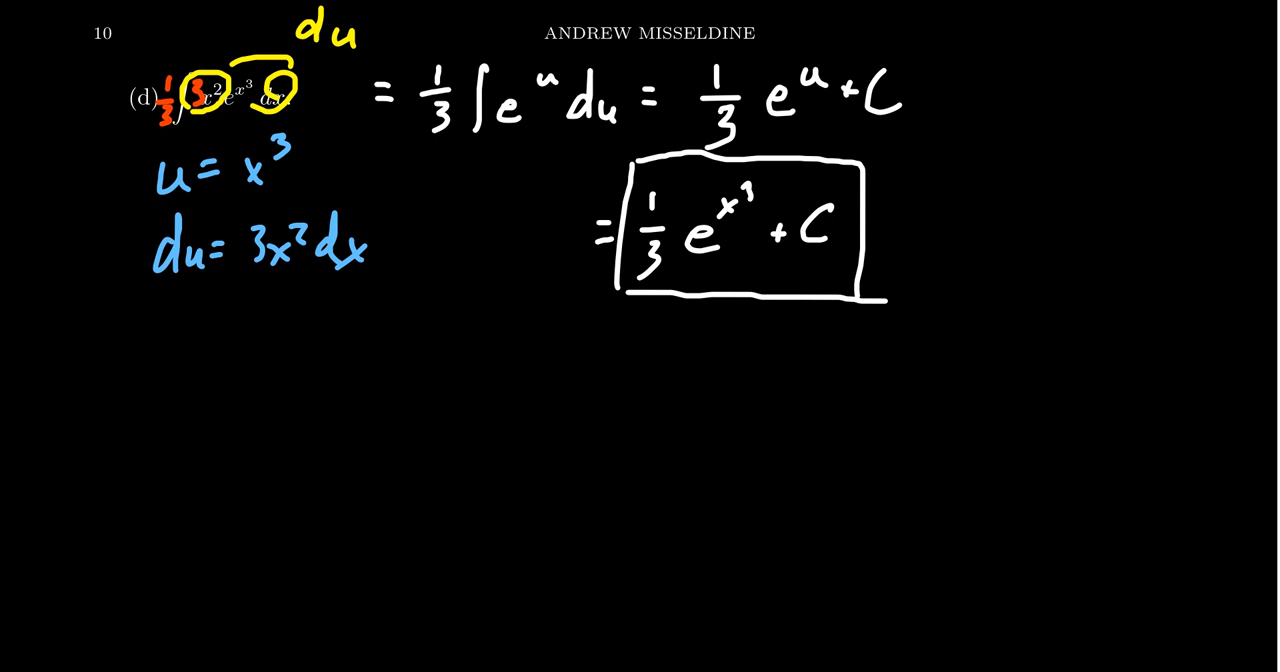 10 ANDREW MISSELDINE
du
(d) 1/3 ∫ 3x² e^{x³} dx = 1/3 ∫ e^u du = 1/3 e^u + C
u = x³
= 1/3 e^{x³} + C
du = 3x² dx